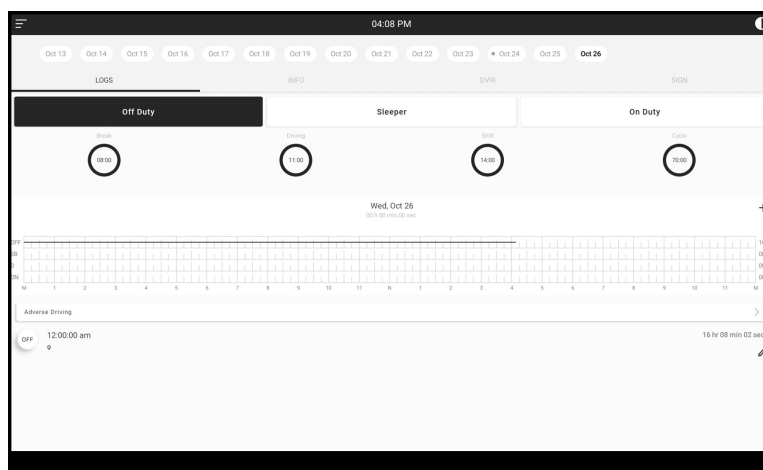 04:08 PM
Oct 13 Oct 14 Oct 15 Oct 16 Oct 17 Oct 18 Oct 19 Oct 20 Oct 21 Oct 22 Oct 23 Oct 24 Oct 25 Oct 26
LOGS INFO DVIR SIGN
Off Duty Sleeper On Duty
Break Driving Shift Cycle
08:00 11:00 14:00 70:00
Wed, Oct 26
00 h 00 min 00 sec
OFF
SB
D
ON
M 1 2 3 4 5 6 7 8 9 10 11 N 1 2 3 4 5 6 7 8 9 10 11 M
Adverse Driving
OFF 12:00:00 am 16 hr 08 min 02 sec